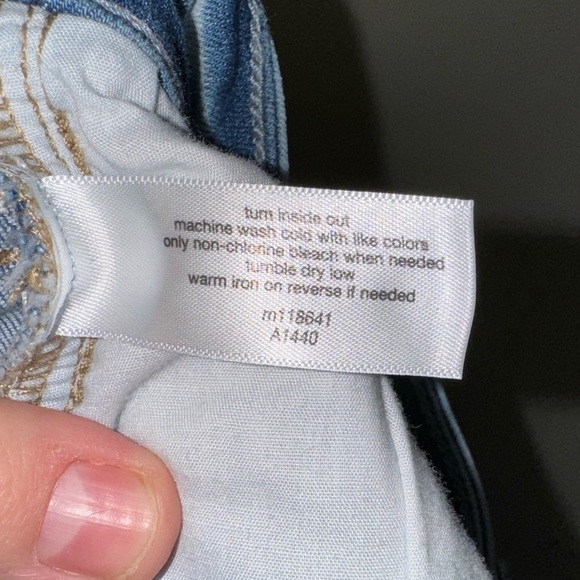 turn inside out
machine wash cold with like colors
only non-chlorine bleach when needed
tumble dry low
warm iron on reverse if needed
m118641
A1440